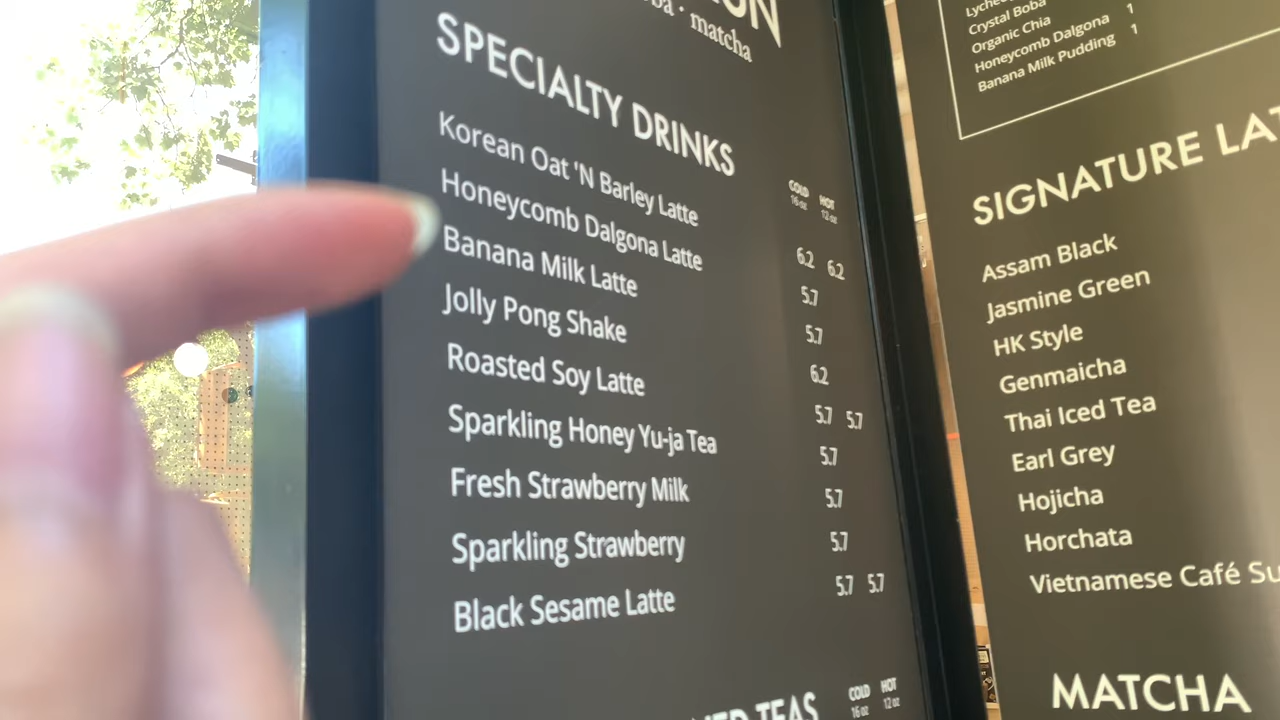 ba · matcha
SPECIALTY DRINKS
COLD HOT
16 oz 12 oz
Korean Oat 'N Barley Latte 6.2 6.2
Honeycomb Dalgona Latte 5.7
Banana Milk Latte 5.7
Jolly Pong Shake 6.2
Roasted Soy Latte 5.7 5.7
Sparkling Honey Yu-ja Tea 5.7
Fresh Strawberry Milk 5.7
Sparkling Strawberry 5.7
Black Sesame Latte 5.7 5.7
TEAS
COLD HOT
16 oz 12 oz
Crystal Boba
Organic Chia
Honeycomb Dalgona 1
Banana Milk Pudding 1
SIGNATURE LAT
Assam Black
Jasmine Green
HK Style
Genmaicha
Thai Iced Tea
Earl Grey
Hojicha
Horchata
Vietnamese Café Su
MATCHA